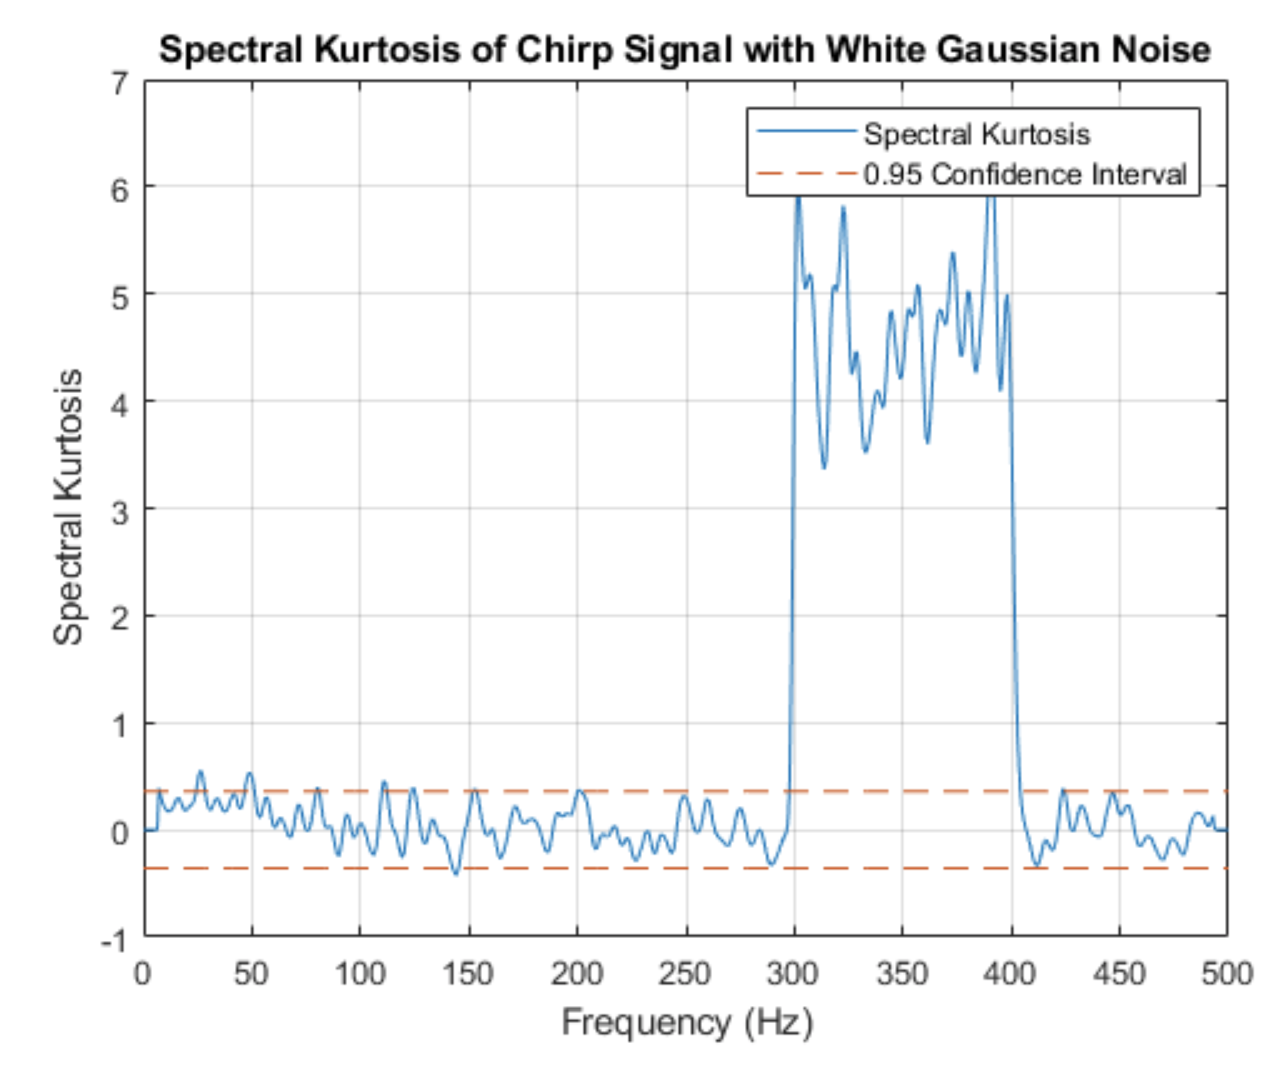 Spectral Kurtosis of Chirp Signal with White Gaussian Noise
7
6
5
4
3
2
1
0
-1
Spectral Kurtosis
Spectral Kurtosis
0.95 Confidence Interval
0 50 100 150 200 250 300 350 400 450 500
Frequency (Hz)